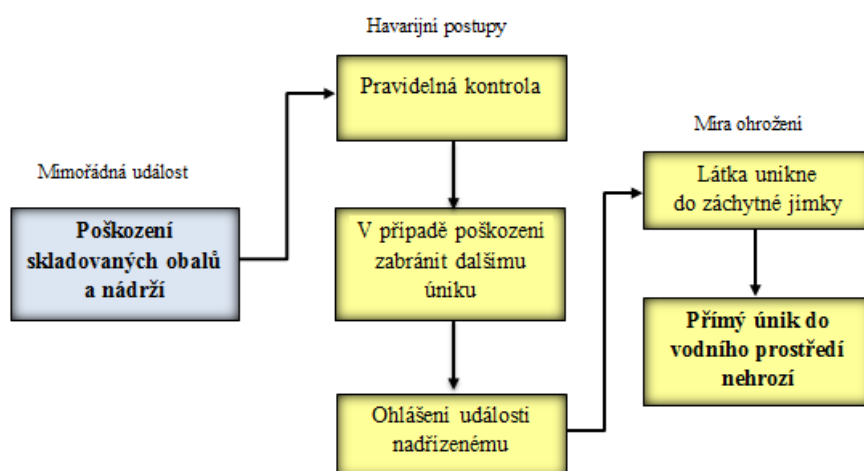 Havarijní postupy
Pravidelná kontrola
Míra ohrožení
Mimořádná událost
Látka unikne
do záchytné jímky
Poškození
skladovaných obalů
a nádrží
V případě poškození
zabránit dalšímu
úniku
Přímý únik do
vodního prostředí
nehrozí
Ohlášení události
nadřízenému